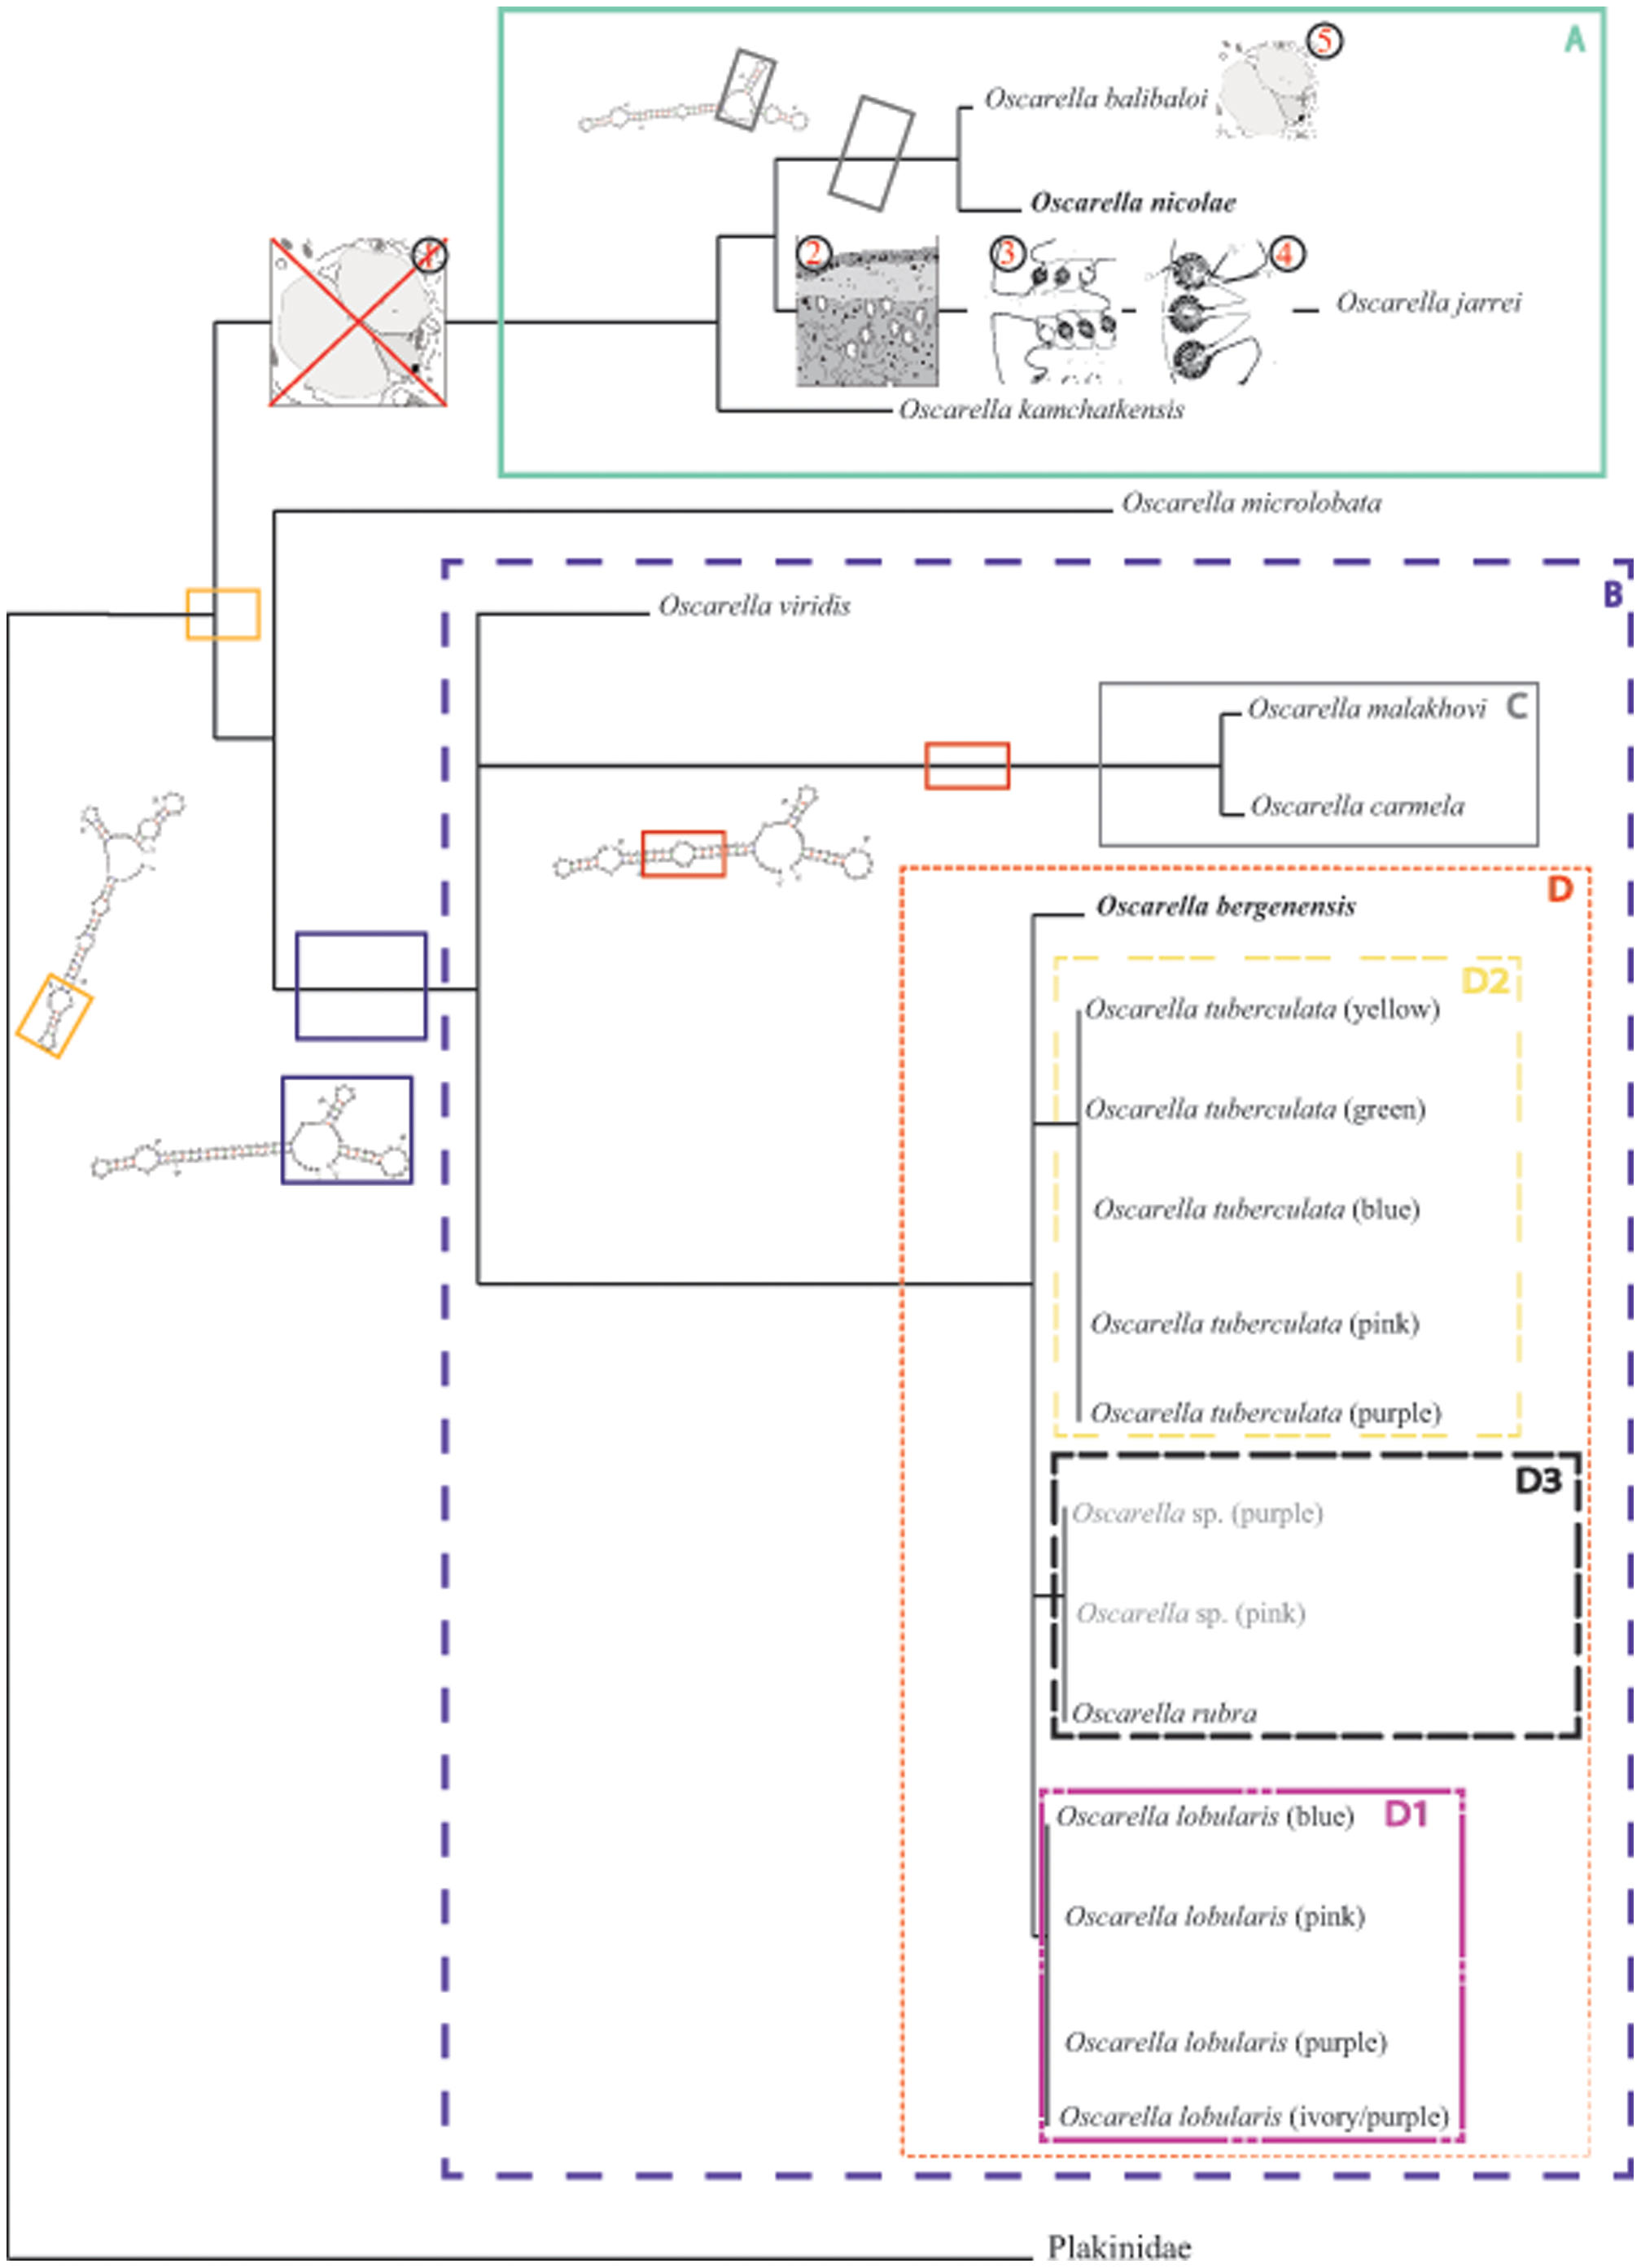 A
5
Oscarella balibaloi
Oscarella nicolae
1
2
3
4
Oscarella jarrei
Oscarella kamchatkensis
Oscarella microlobata
B
Oscarella viridis
Oscarella malakhovi
C
Oscarella carmela
D
Oscarella bergenensis
D2
Oscarella tuberculata (yellow)
Oscarella tuberculata (green)
Oscarella tuberculata (blue)
Oscarella tuberculata (pink)
Oscarella tuberculata (purple)
D3
Oscarella sp. (purple)
Oscarella sp. (pink)
Oscarella rubra
Oscarella lobularis (blue)
D1
Oscarella lobularis (pink)
Oscarella lobularis (purple)
Oscarella lobularis (ivory/purple)
Plakinidae